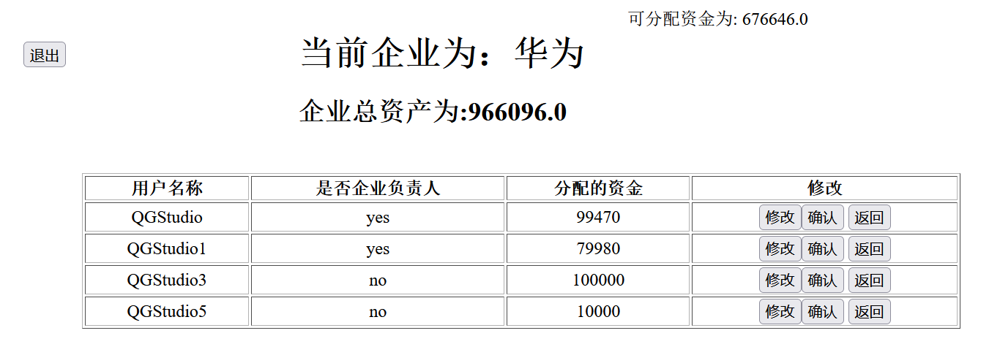 可分配资金为: 676646.0
退出
当前企业为：华为
企业总资产为:966096.0
用户名称 是否企业负责人 分配的资金 修改
QGStudio yes 99470 修改 确认 返回
QGStudio1 yes 79980 修改 确认 返回
QGStudio3 no 100000 修改 确认 返回
QGStudio5 no 10000 修改 确认 返回